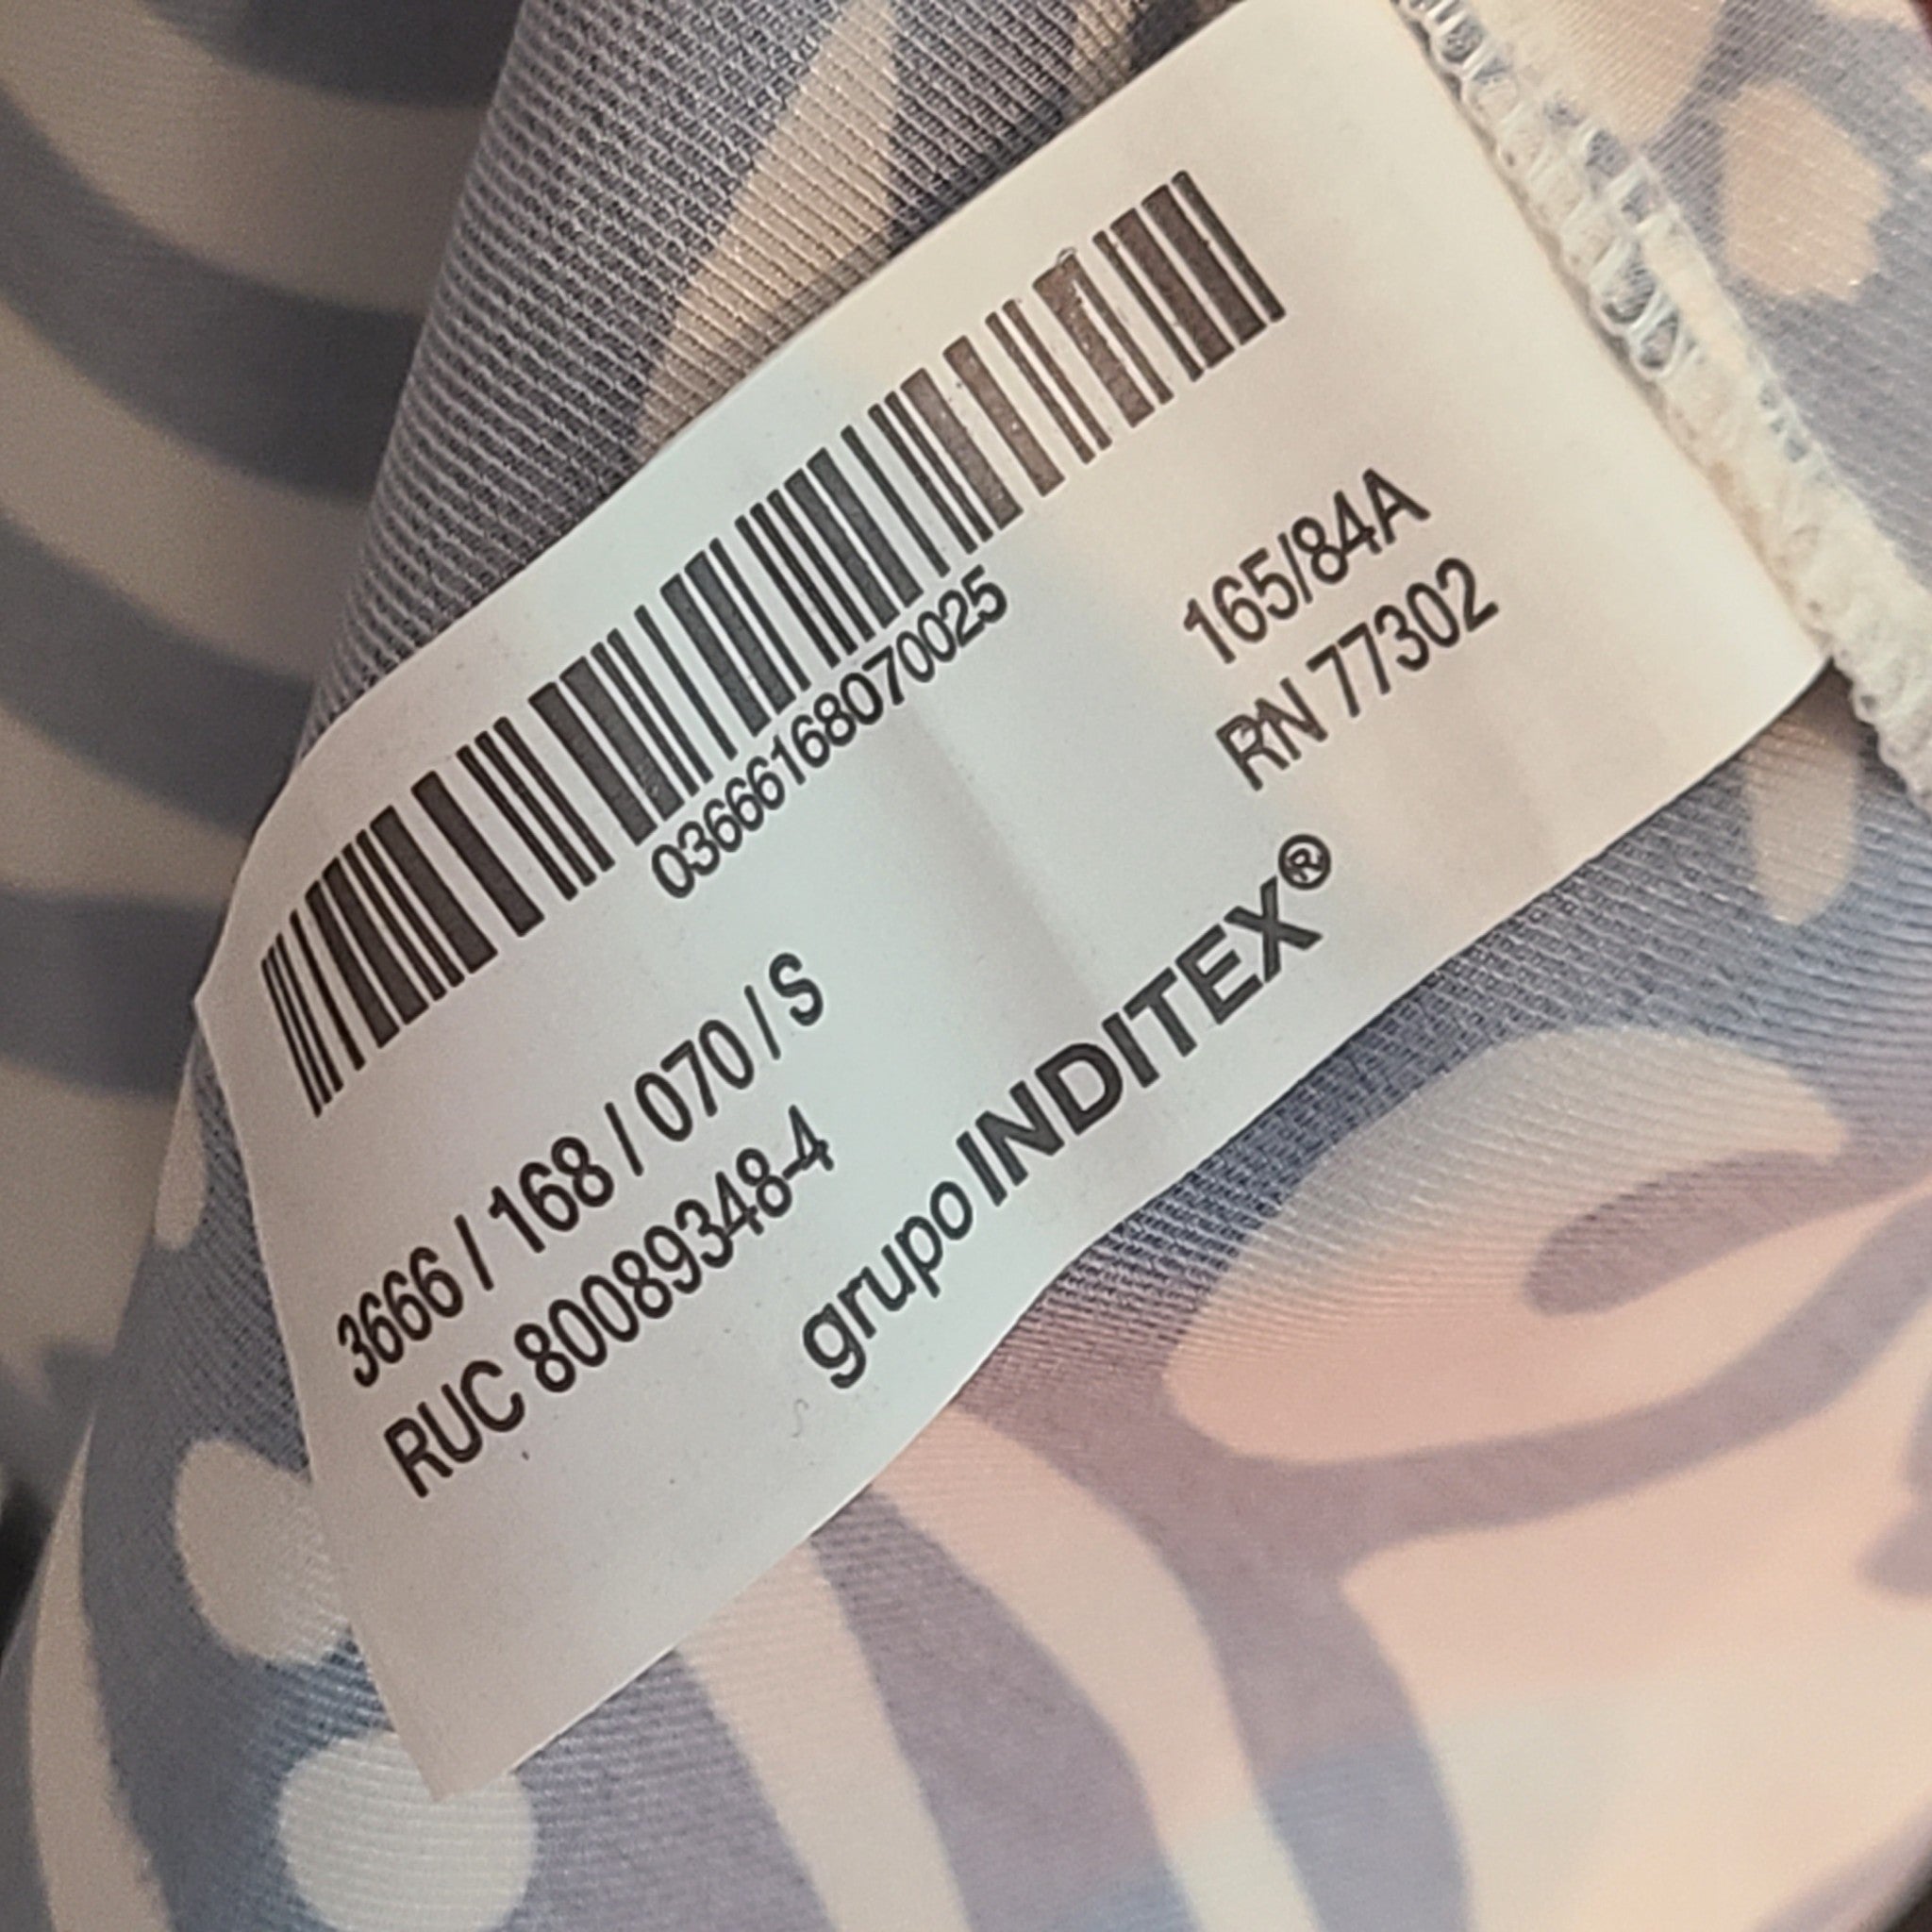 03666168070025
165/84A
RN 77302
3666 / 168 / 070 / S
RUC 80089348-4
grupo INDITEX®